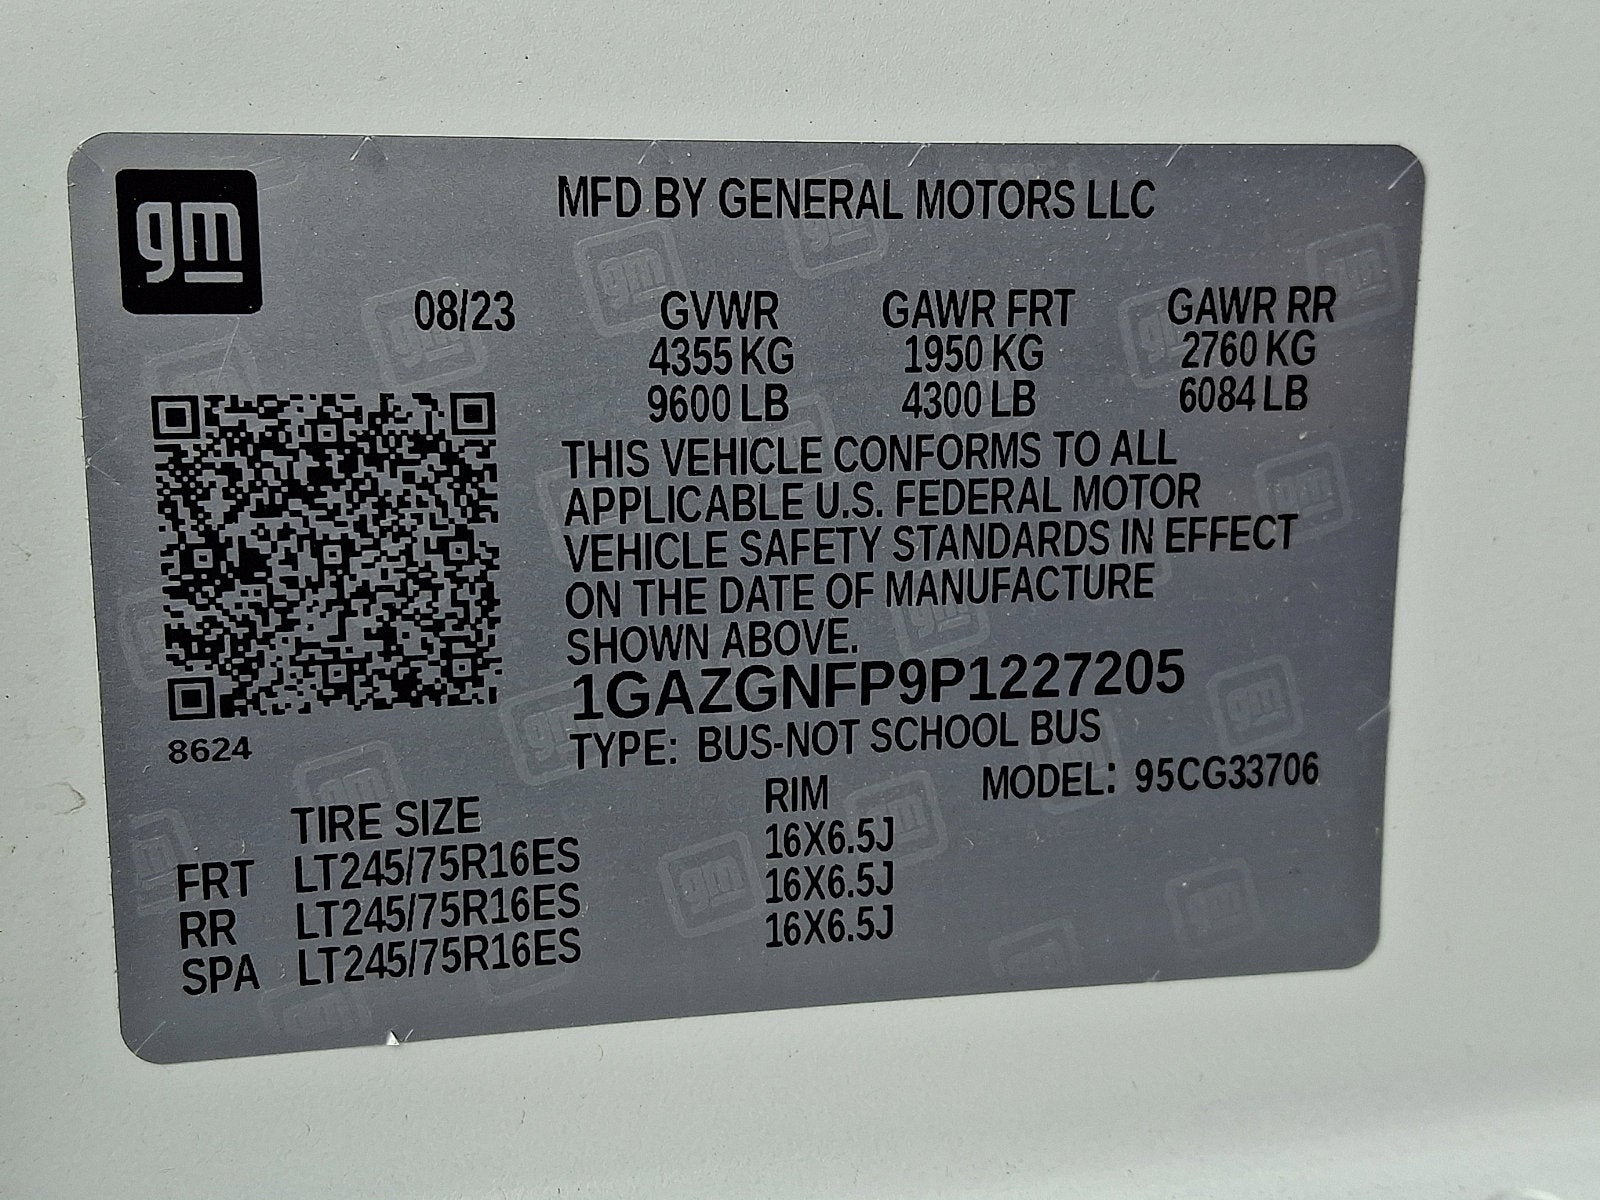 gm
MFD BY GENERAL MOTORS LLC
08/23 GVWR GAWR FRT GAWR RR
4355 KG 1950 KG 2760 KG
9600 LB 4300 LB 6084 LB
THIS VEHICLE CONFORMS TO ALL
APPLICABLE U.S. FEDERAL MOTOR
VEHICLE SAFETY STANDARDS IN EFFECT
ON THE DATE OF MANUFACTURE
SHOWN ABOVE.
1GAZGNFP9P1227205
8624 TYPE: BUS-NOT SCHOOL BUS
MODEL: 95CG33706
TIRE SIZE RIM
FRT LT245/75R16ES 16X6.5J
RR LT245/75R16ES 16X6.5J
SPA LT245/75R16ES 16X6.5J